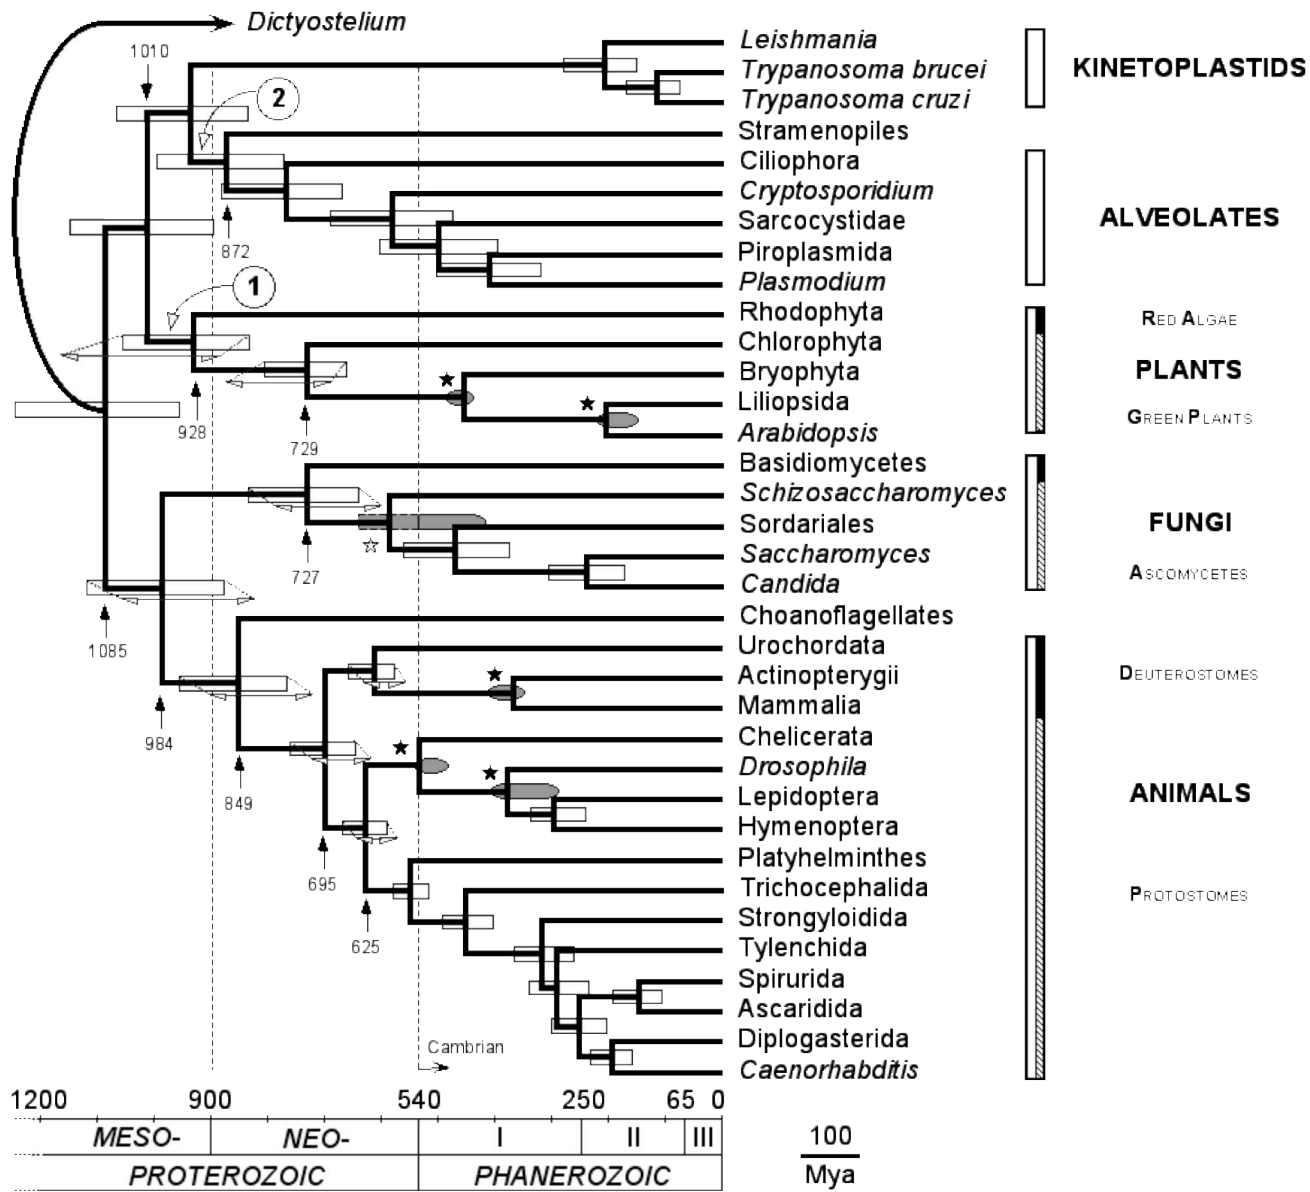 Dictyostelium
1010
Leishmania
Trypanosoma brucei
KINETOPLASTIDS
Trypanosoma cruzi
2
Stramenopiles
Ciliophora
Cryptosporidium
Sarcocystidae
ALVEOLATES
872
Piroplasmida
Plasmodium
1
Rhodophyta
RED ALGAE
Chlorophyta
Bryophyta
PLANTS
Liliopsida
GREEN PLANTS
928
729
Arabidopsis
Basidiomycetes
Schizosaccharomyces
Sordariales
FUNGI
Saccharomyces
727
Candida
ASCOMYCETES
Choanoflagellates
1085
Urochordata
Actinopterygii
DEUTEROSTOMES
Mammalia
984
Chelicerata
Drosophila
Lepidoptera
ANIMALS
849
Hymenoptera
Platyhelminthes
695
Trichocephalida
PROTOSTOMES
Strongyloidida
625
Tylenchida
Spirurida
Ascaridida
Diplogasterida
Cambrian
Caenorhabditis
1200 900 540 250 65 0
MESO- NEO- I II III
100
Mya
PROTEROZOIC PHANEROZOIC